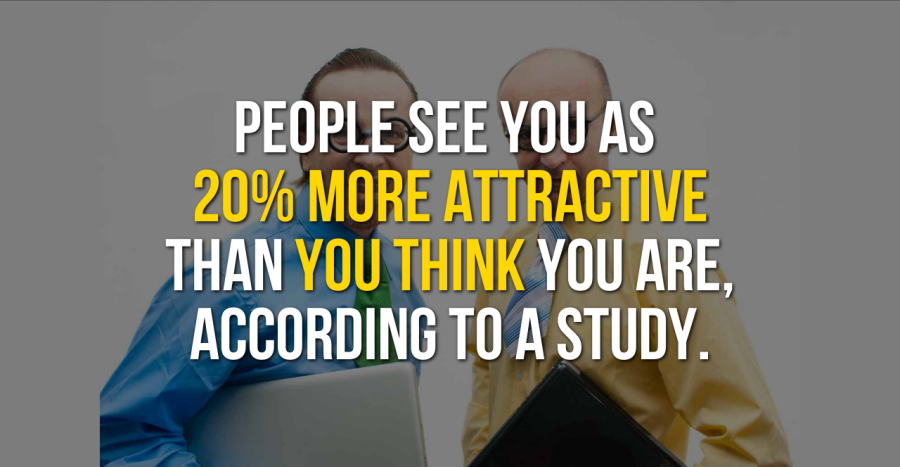 PEOPLE SEE YOU AS
20% MORE ATTRACTIVE
THAN YOU THINK YOU ARE,
ACCORDING TO A STUDY.